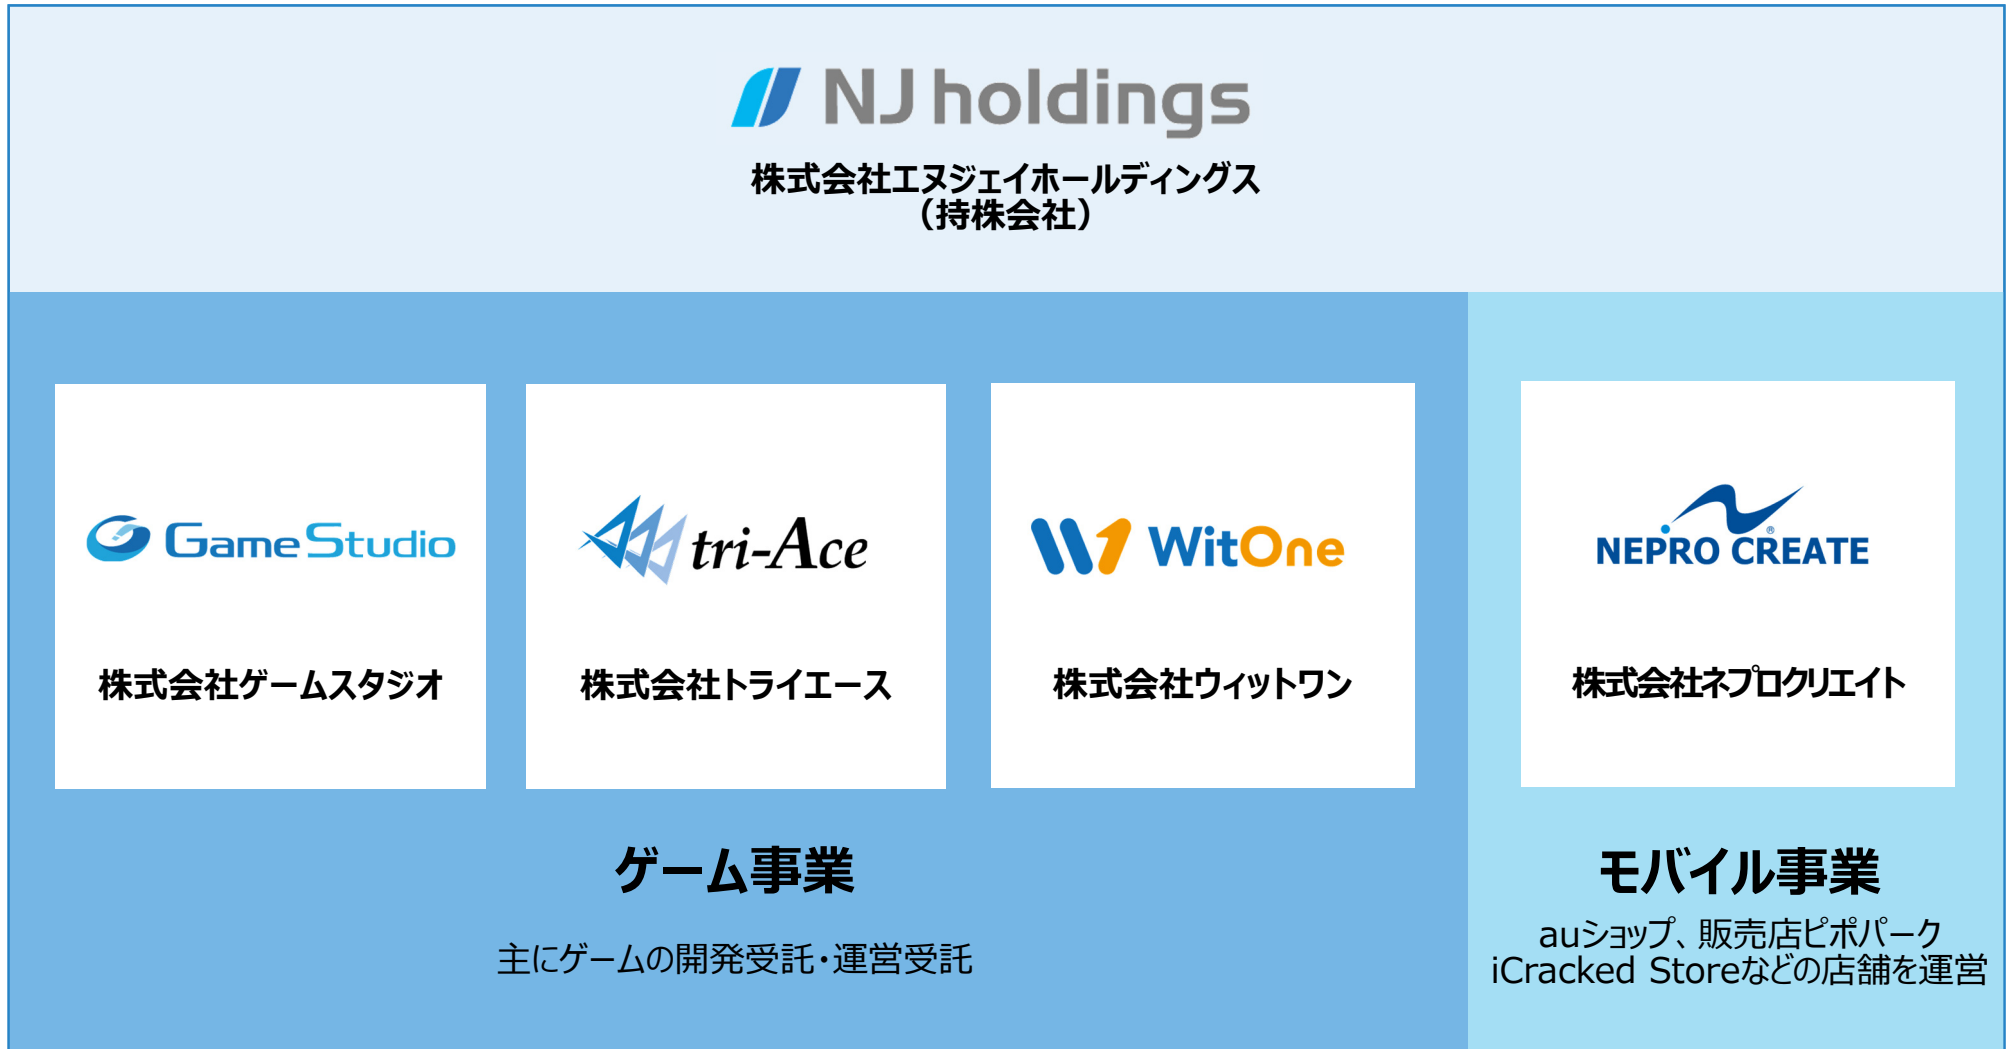 NJ holdings
株式会社エヌジェイホールディングス
（持株会社）
GameStudio
株式会社ゲームスタジオ
tri-Ace
株式会社トライエース
W1 WitOne
株式会社ウィットワン
NEPRO CREATE®
株式会社ネプロクリエイト
ゲーム事業
主にゲームの開発受託・運営受託
モバイル事業
auショップ、販売店ピポパーク
iCracked Storeなどの店舗を運営